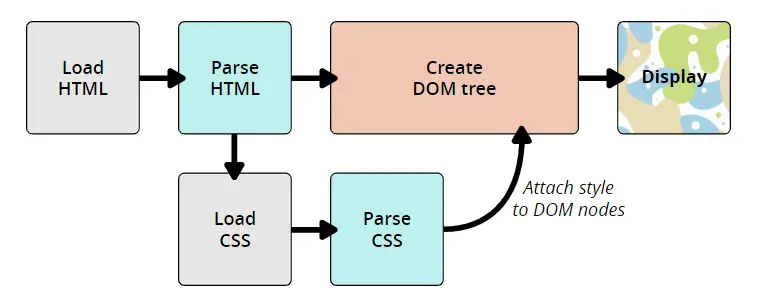 Load
HTML
Parse
HTML
Create
DOM tree
Display
Load
CSS
Parse
CSS
Attach style
to DOM nodes